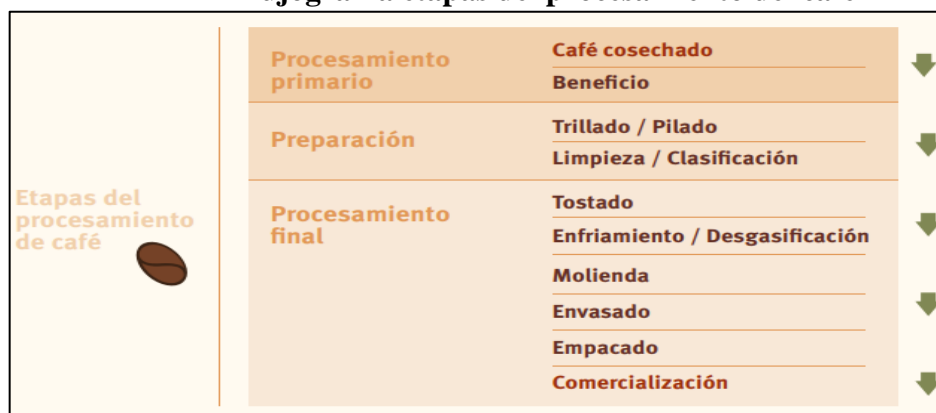 Etapas del
procesamiento
de café
Procesamiento
primario
Café cosechado
Beneficio
Preparación
Trillado / Pilado
Limpieza / Clasificación
Procesamiento
final
Tostado
Enfriamiento / Desgasificación
Molienda
Envasado
Empacado
Comercialización